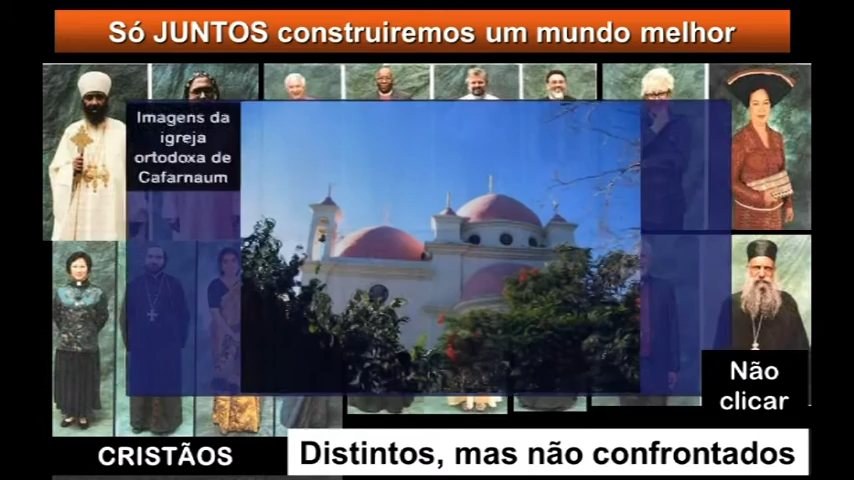 Só JUNTOS construiremos um mundo melhor
Imagens da
igreja
ortodoxa de
Cafarnaum
Não
clicar
CRISTÃOS
Distintos, mas não confrontados